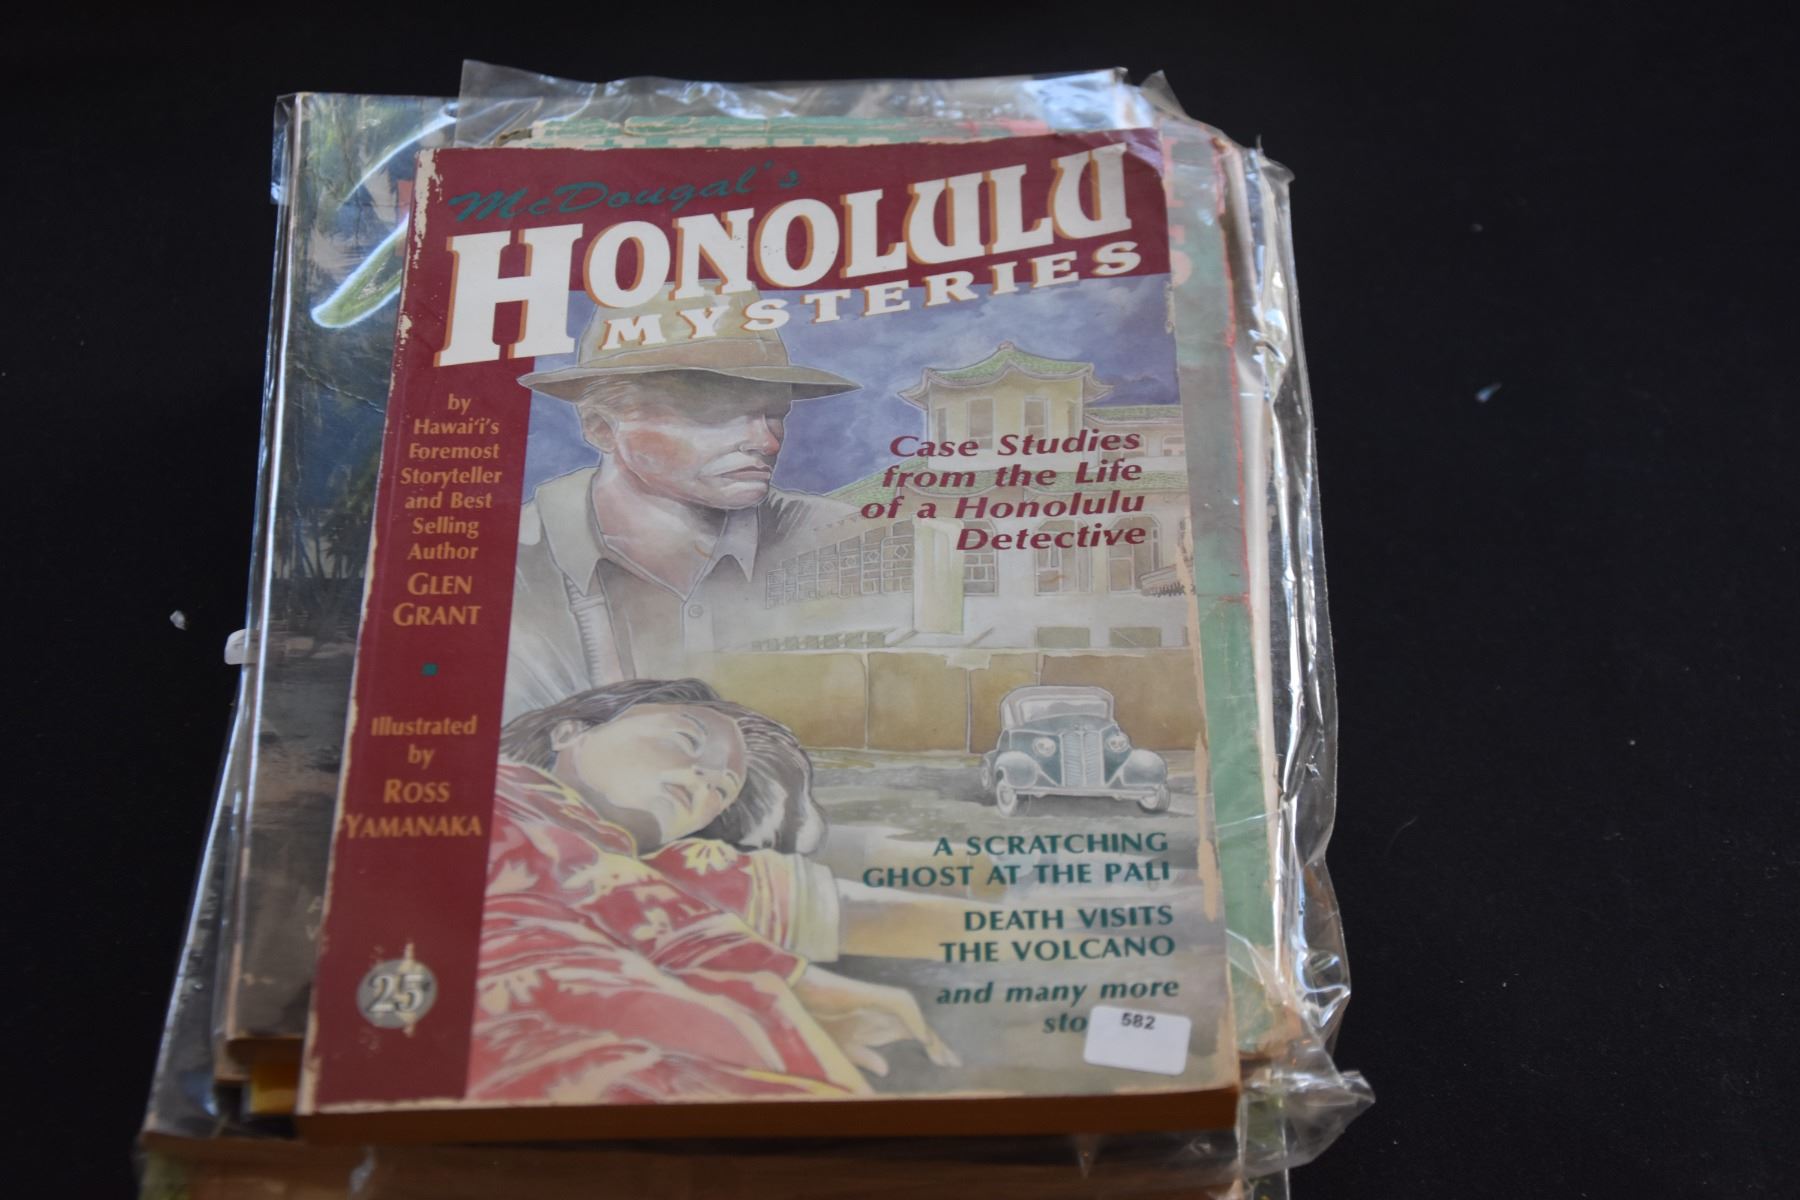 McDougal's
HONOLULU
MYSTERIES
by
Hawai'i's
Foremost
Storyteller
and Best
Selling
Author
GLEN
GRANT
Illustrated
by
ROSS
YAMANAKA
25
Case Studies
from the Life
of a Honolulu
Detective
A SCRATCHING
GHOST AT THE PALI
DEATH VISITS
THE VOLCANO
and many more
582